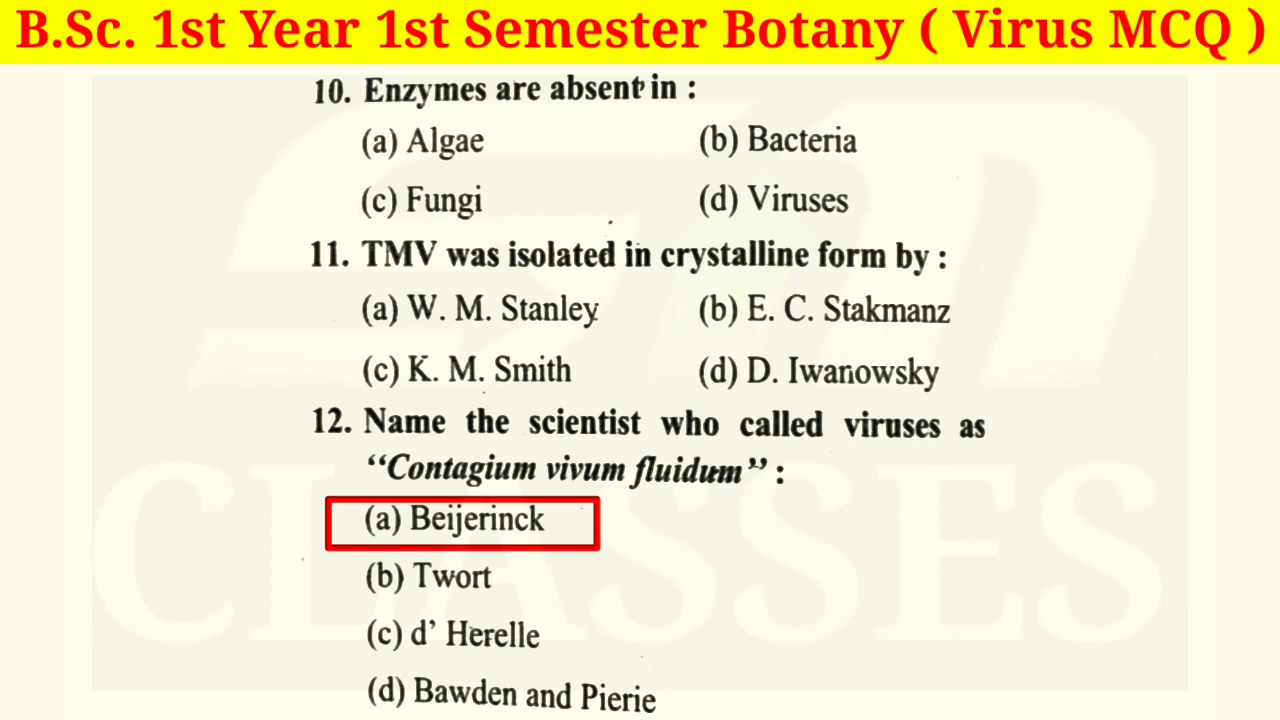 B.Sc. 1st Year 1st Semester Botany ( Virus MCQ )
10. Enzymes are absent in :
(a) Algae (b) Bacteria
(c) Fungi (d) Viruses
11. TMV was isolated in crystalline form by :
(a) W. M. Stanley (b) E. C. Stakmanz
(c) K. M. Smith (d) D. Iwanowsky
12. Name the scientist who called viruses as
“Contagium vivum fluidum” :
(a) Beijerinck
(b) Twort
(c) d’ Herelle
(d) Bawden and Pierie
CLASSES